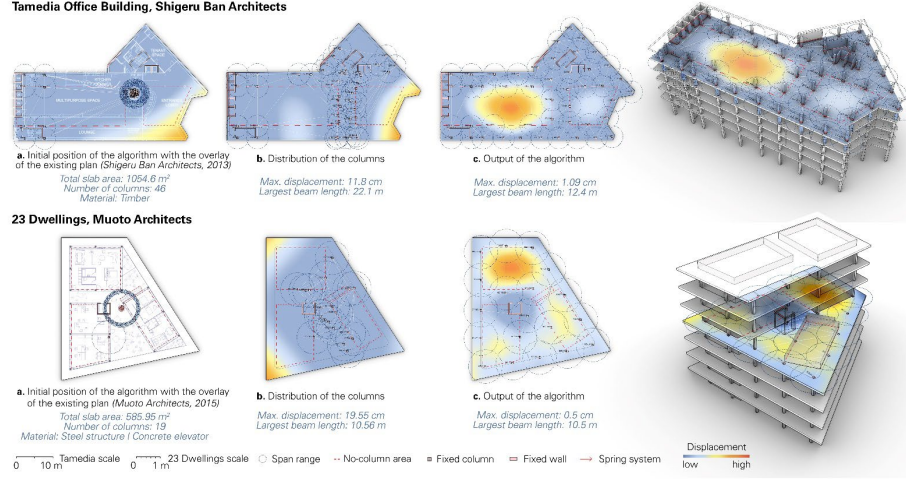 Tamedia Office Building, Shigeru Ban Architects
MULTIPURPOSE SPACE
LOUNGE
a. Initial position of the algorithm with the overlay
of the existing plan (Shigeru Ban Architects, 2013)
Total slab area: 1054.6 m²
Number of columns: 46
Material: Timber
b. Distribution of the columns
Max. displacement: 11.8 cm
Largest beam length: 22.1 m
c. Output of the algorithm
Max. displacement: 1.09 cm
Largest beam length: 12.4 m
23 Dwellings, Muoto Architects
a. Initial position of the algorithm with the overlay
of the existing plan (Muoto Architects, 2015)
Total slab area: 585.95 m²
Number of columns: 19
Material: Steel structure | Concrete elevator
b. Distribution of the columns
Max. displacement: 19.55 cm
Largest beam length: 10.56 m
c. Output of the algorithm
Max. displacement: 0.5 cm
Largest beam length: 10.5 m
0 10 m Tamedia scale
0 1 m 23 Dwellings scale
Span range
No-column area
Fixed column
Fixed wall
Spring system
Displacement
low high